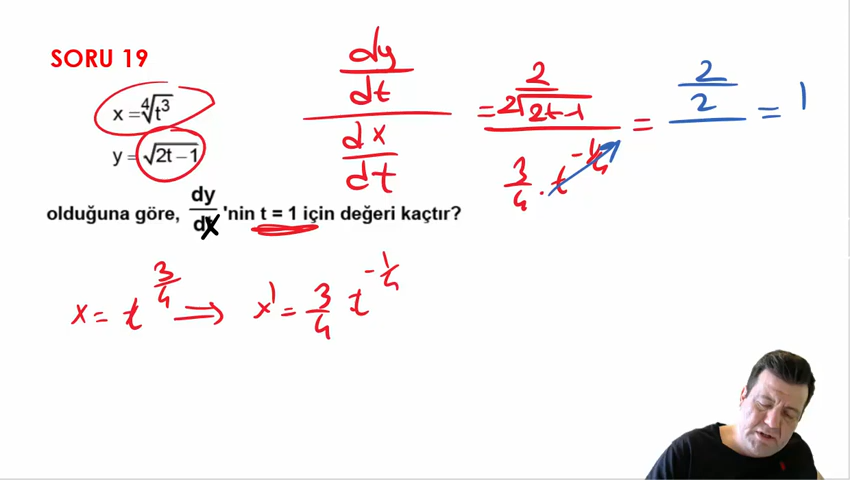 SORU 19
x = ⁴√t³
y = √2t – 1
olduğuna göre, dy/dx 'nin t = 1 için değeri kaçtır?
dy/dt / dx/dt = 2/2√2t-1 / 3/4 · t^-1/4 = 2/2 = 1
x = t^3/4 ⇒ x' = 3/4 t^-1/4